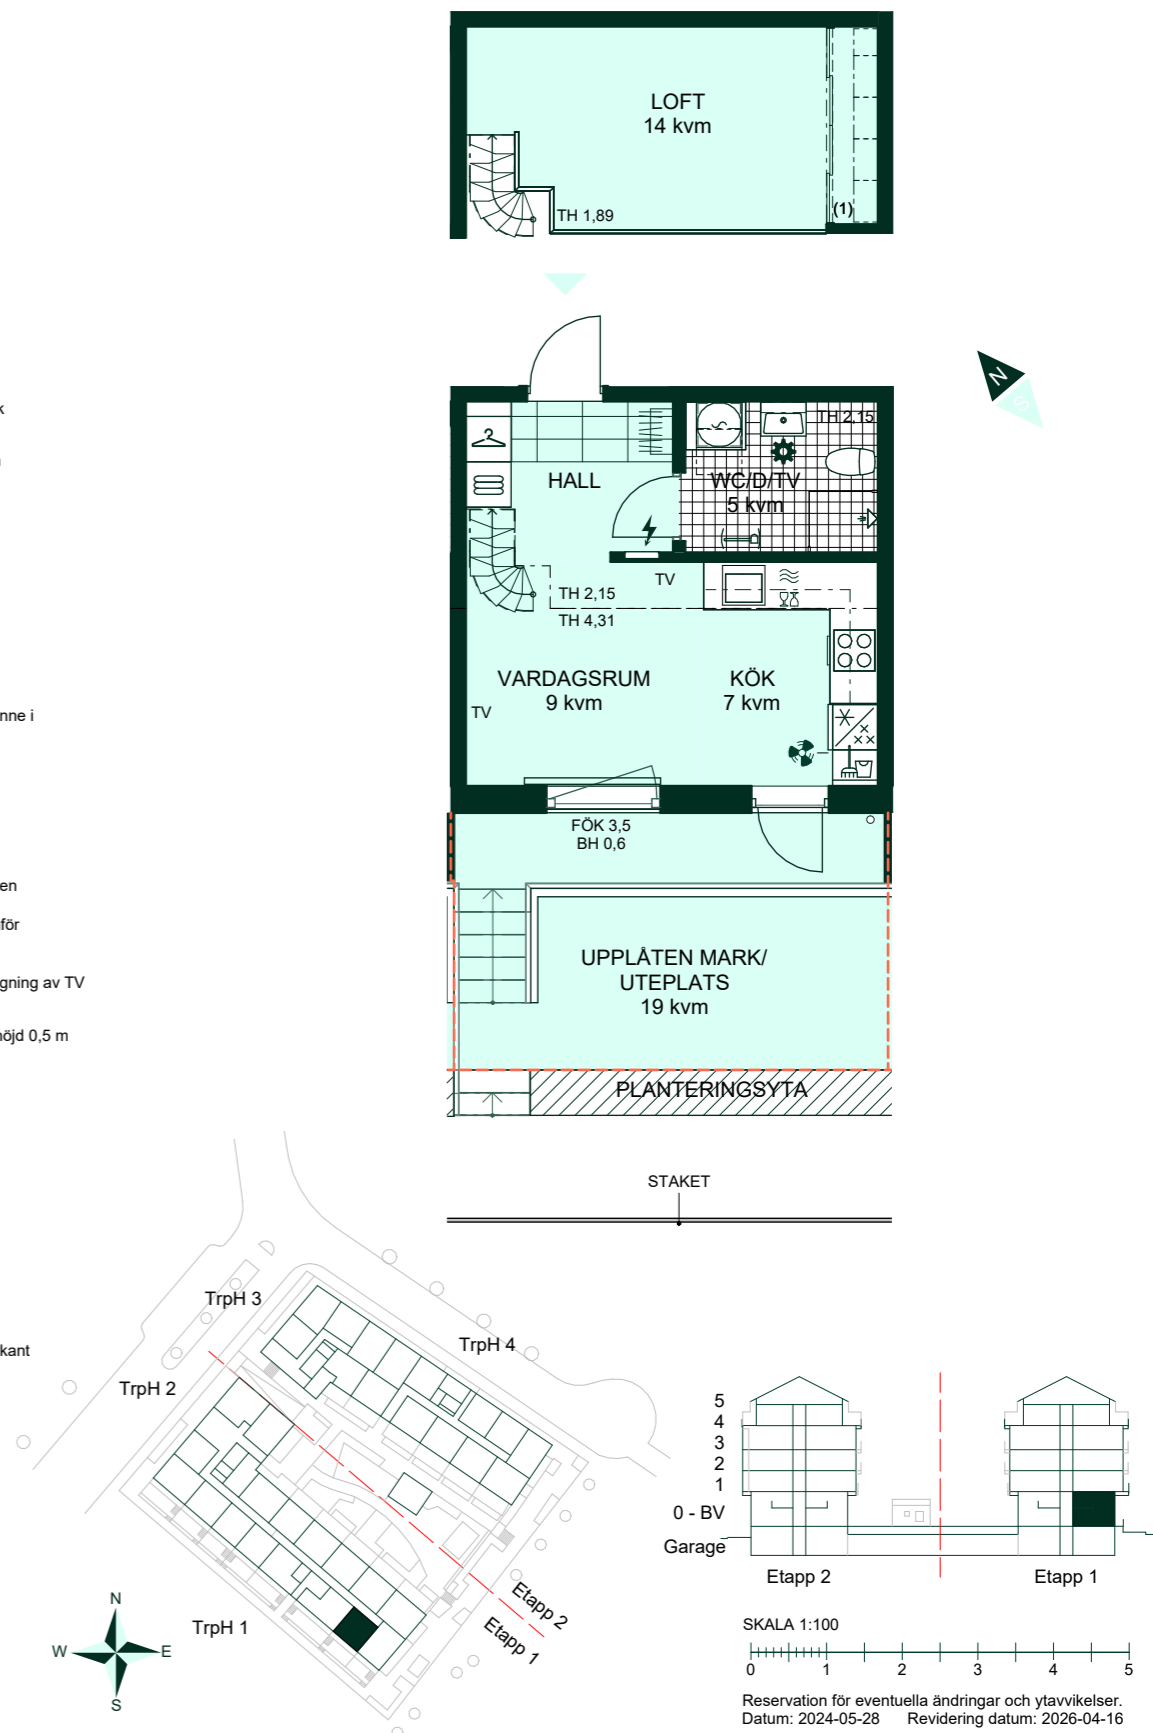 LOFT
14 kvm
TH 1,89
(1)
N
S
k
TH 2,15
HALL
WC/D/TV
5 kvm
TV
TH 2,15
TH 4,31
VARDAGSRUM
9 kvm
KÖK
7 kvm
TV
nne i
FÖK 3,5
BH 0,6
en
för
UPPLÅTEN MARK/
UTEPLATS
19 kvm
gning av TV
höjd 0,5 m
PLANTERINGSYTA
STAKET
TrpH 3
TrpH 4
kant
TrpH 2
5
4
3
2
1
0 - BV
Garage
Etapp 2
Etapp 1
Etapp 2
Etapp 1
TrpH 1
N
W
E
S
SKALA 1:100
0 1 2 3 4 5
Reservation för eventuella ändringar och ytavvikelser.
Datum: 2024-05-28 Revidering datum: 2026-04-16